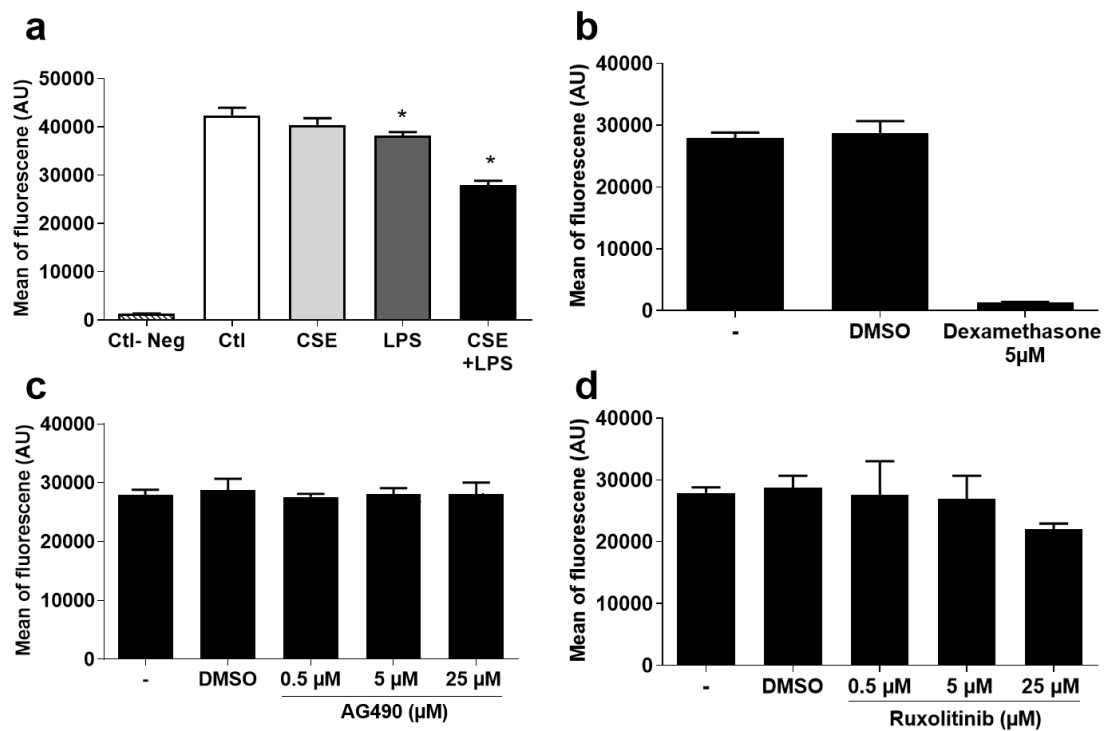 a
Mean of fluorescene (AU)
50000
40000
30000
20000
10000
0
*
*
Ctl- Neg
Ctl
CSE
LPS
CSE
+LPS
b
Mean of fluorescene (AU)
40000
30000
20000
10000
0
-
DMSO
Dexamethasone
5µM
c
Mean of fluorescene (AU)
40000
30000
20000
10000
0
-
DMSO
0.5 µM
5 µM
25 µM
AG490 (µM)
d
Mean of fluorescene (AU)
40000
30000
20000
10000
0
-
DMSO
0.5 µM
5 µM
25 µM
Ruxolitinib (µM)